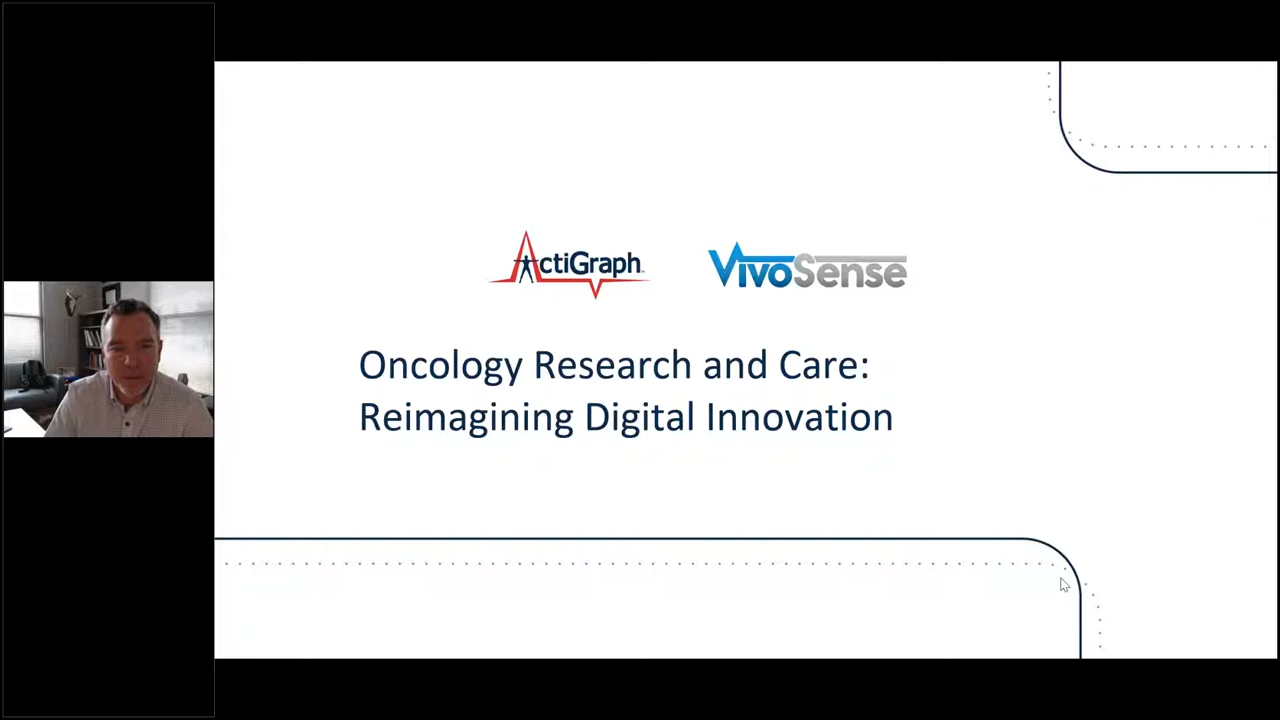 ActiGraph
VivoSense
Oncology Research and Care:
Reimagining Digital Innovation